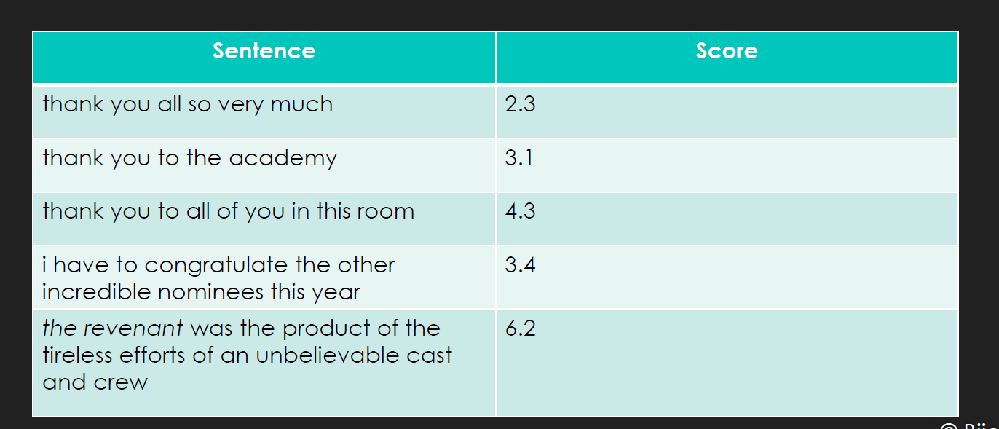 Sentence
Score
thank you all so very much
2.3
thank you to the academy
3.1
thank you to all of you in this room
4.3
i have to congratulate the other
incredible nominees this year
3.4
the revenant was the product of the
tireless efforts of an unbelievable cast
and crew
6.2
©